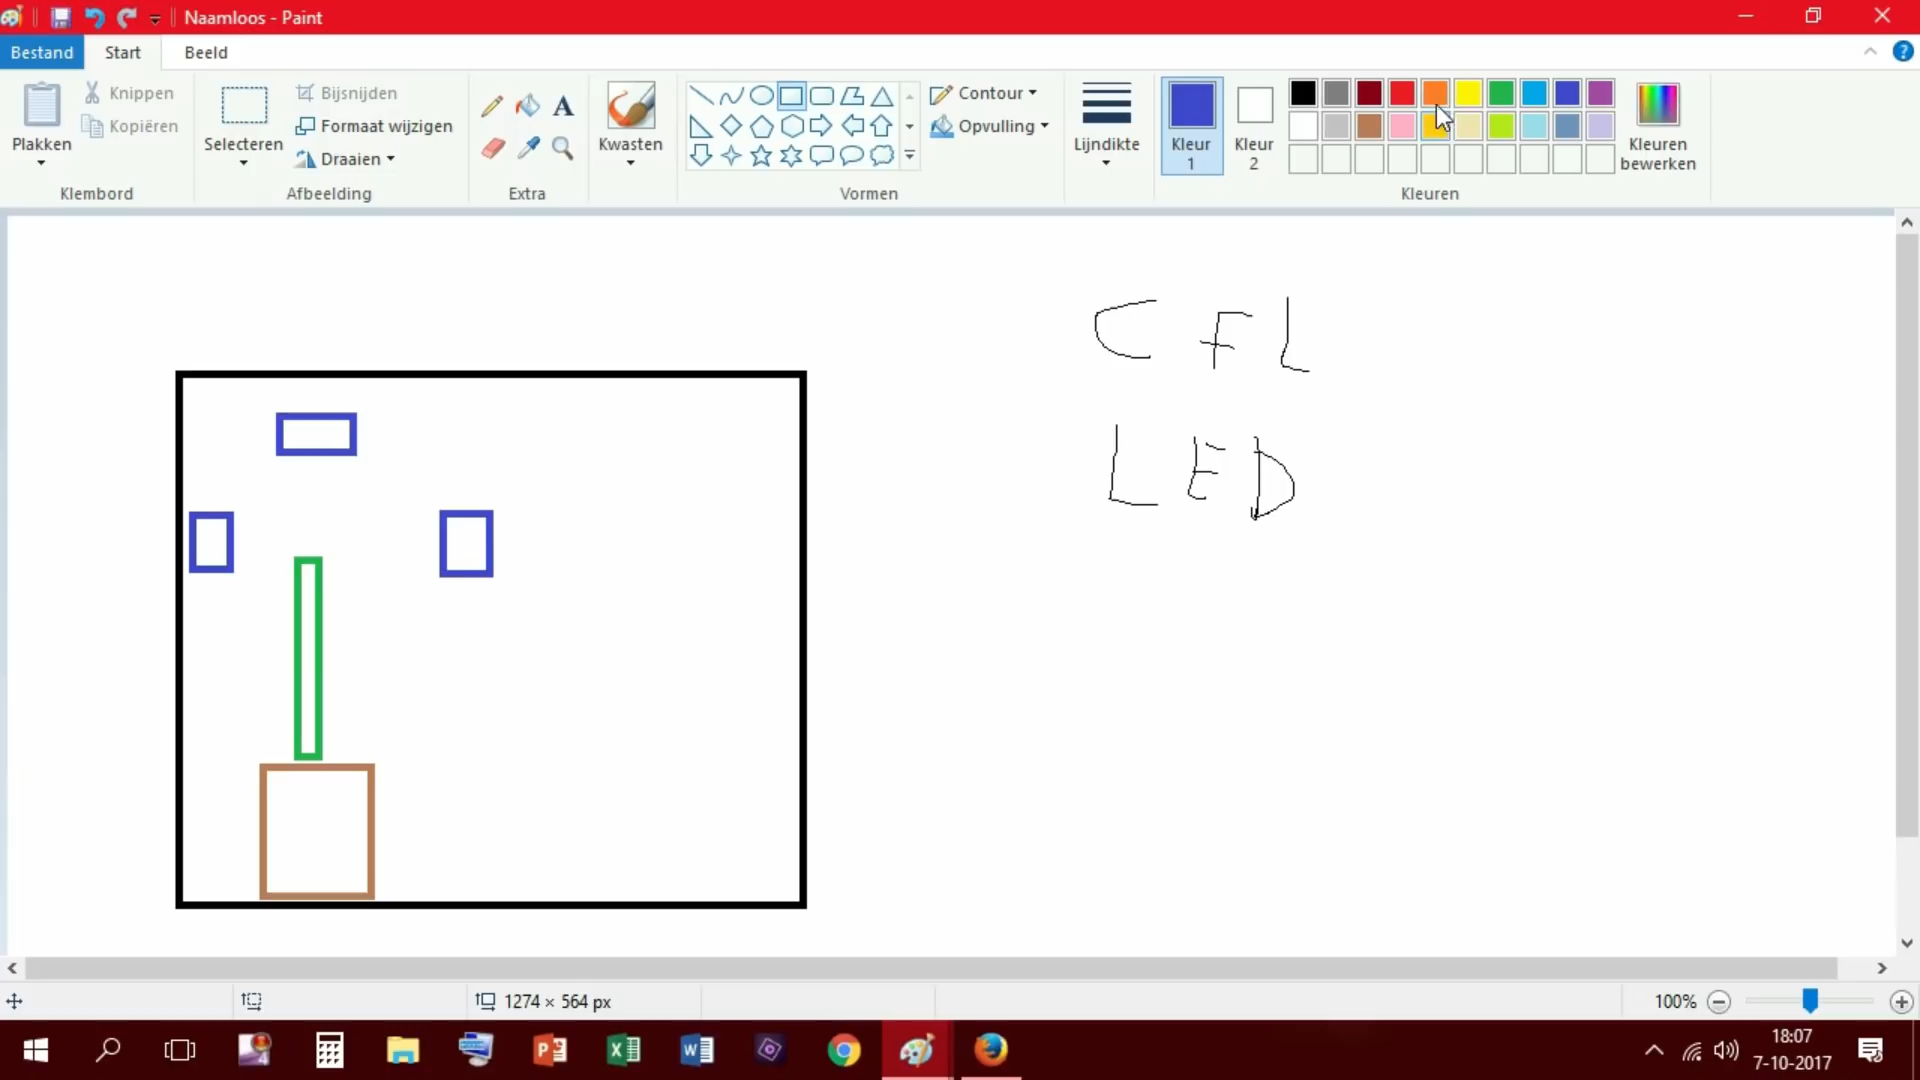 Naamloos - Paint
Bestand Start Beeld
Plakken
Knippen
Kopiëren
Klembord
Selecteren
Bijsnijden
Formaat wijzigen
Draaien
Afbeelding
A
Extra
Kwasten
Vormen
Contour
Opvulling
Lijndikte
Kleur 1
Kleur 2
Kleuren
Kleuren bewerken
CFL
LED
1274 × 564 px
100%
18:07
7-10-2017